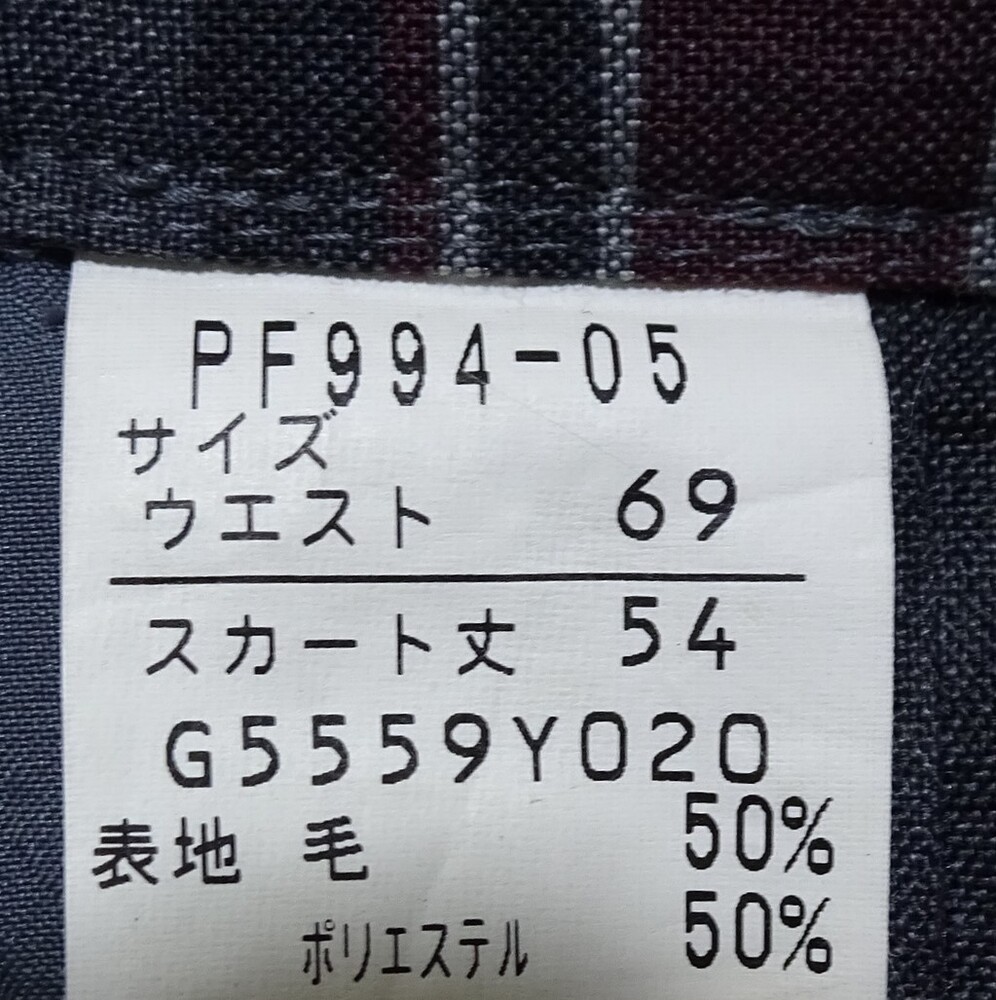 PF994-05
サイズ
ウエスト 69
スカート丈 54
G5559Y020
表地 毛 50%
ポリエステル 50%